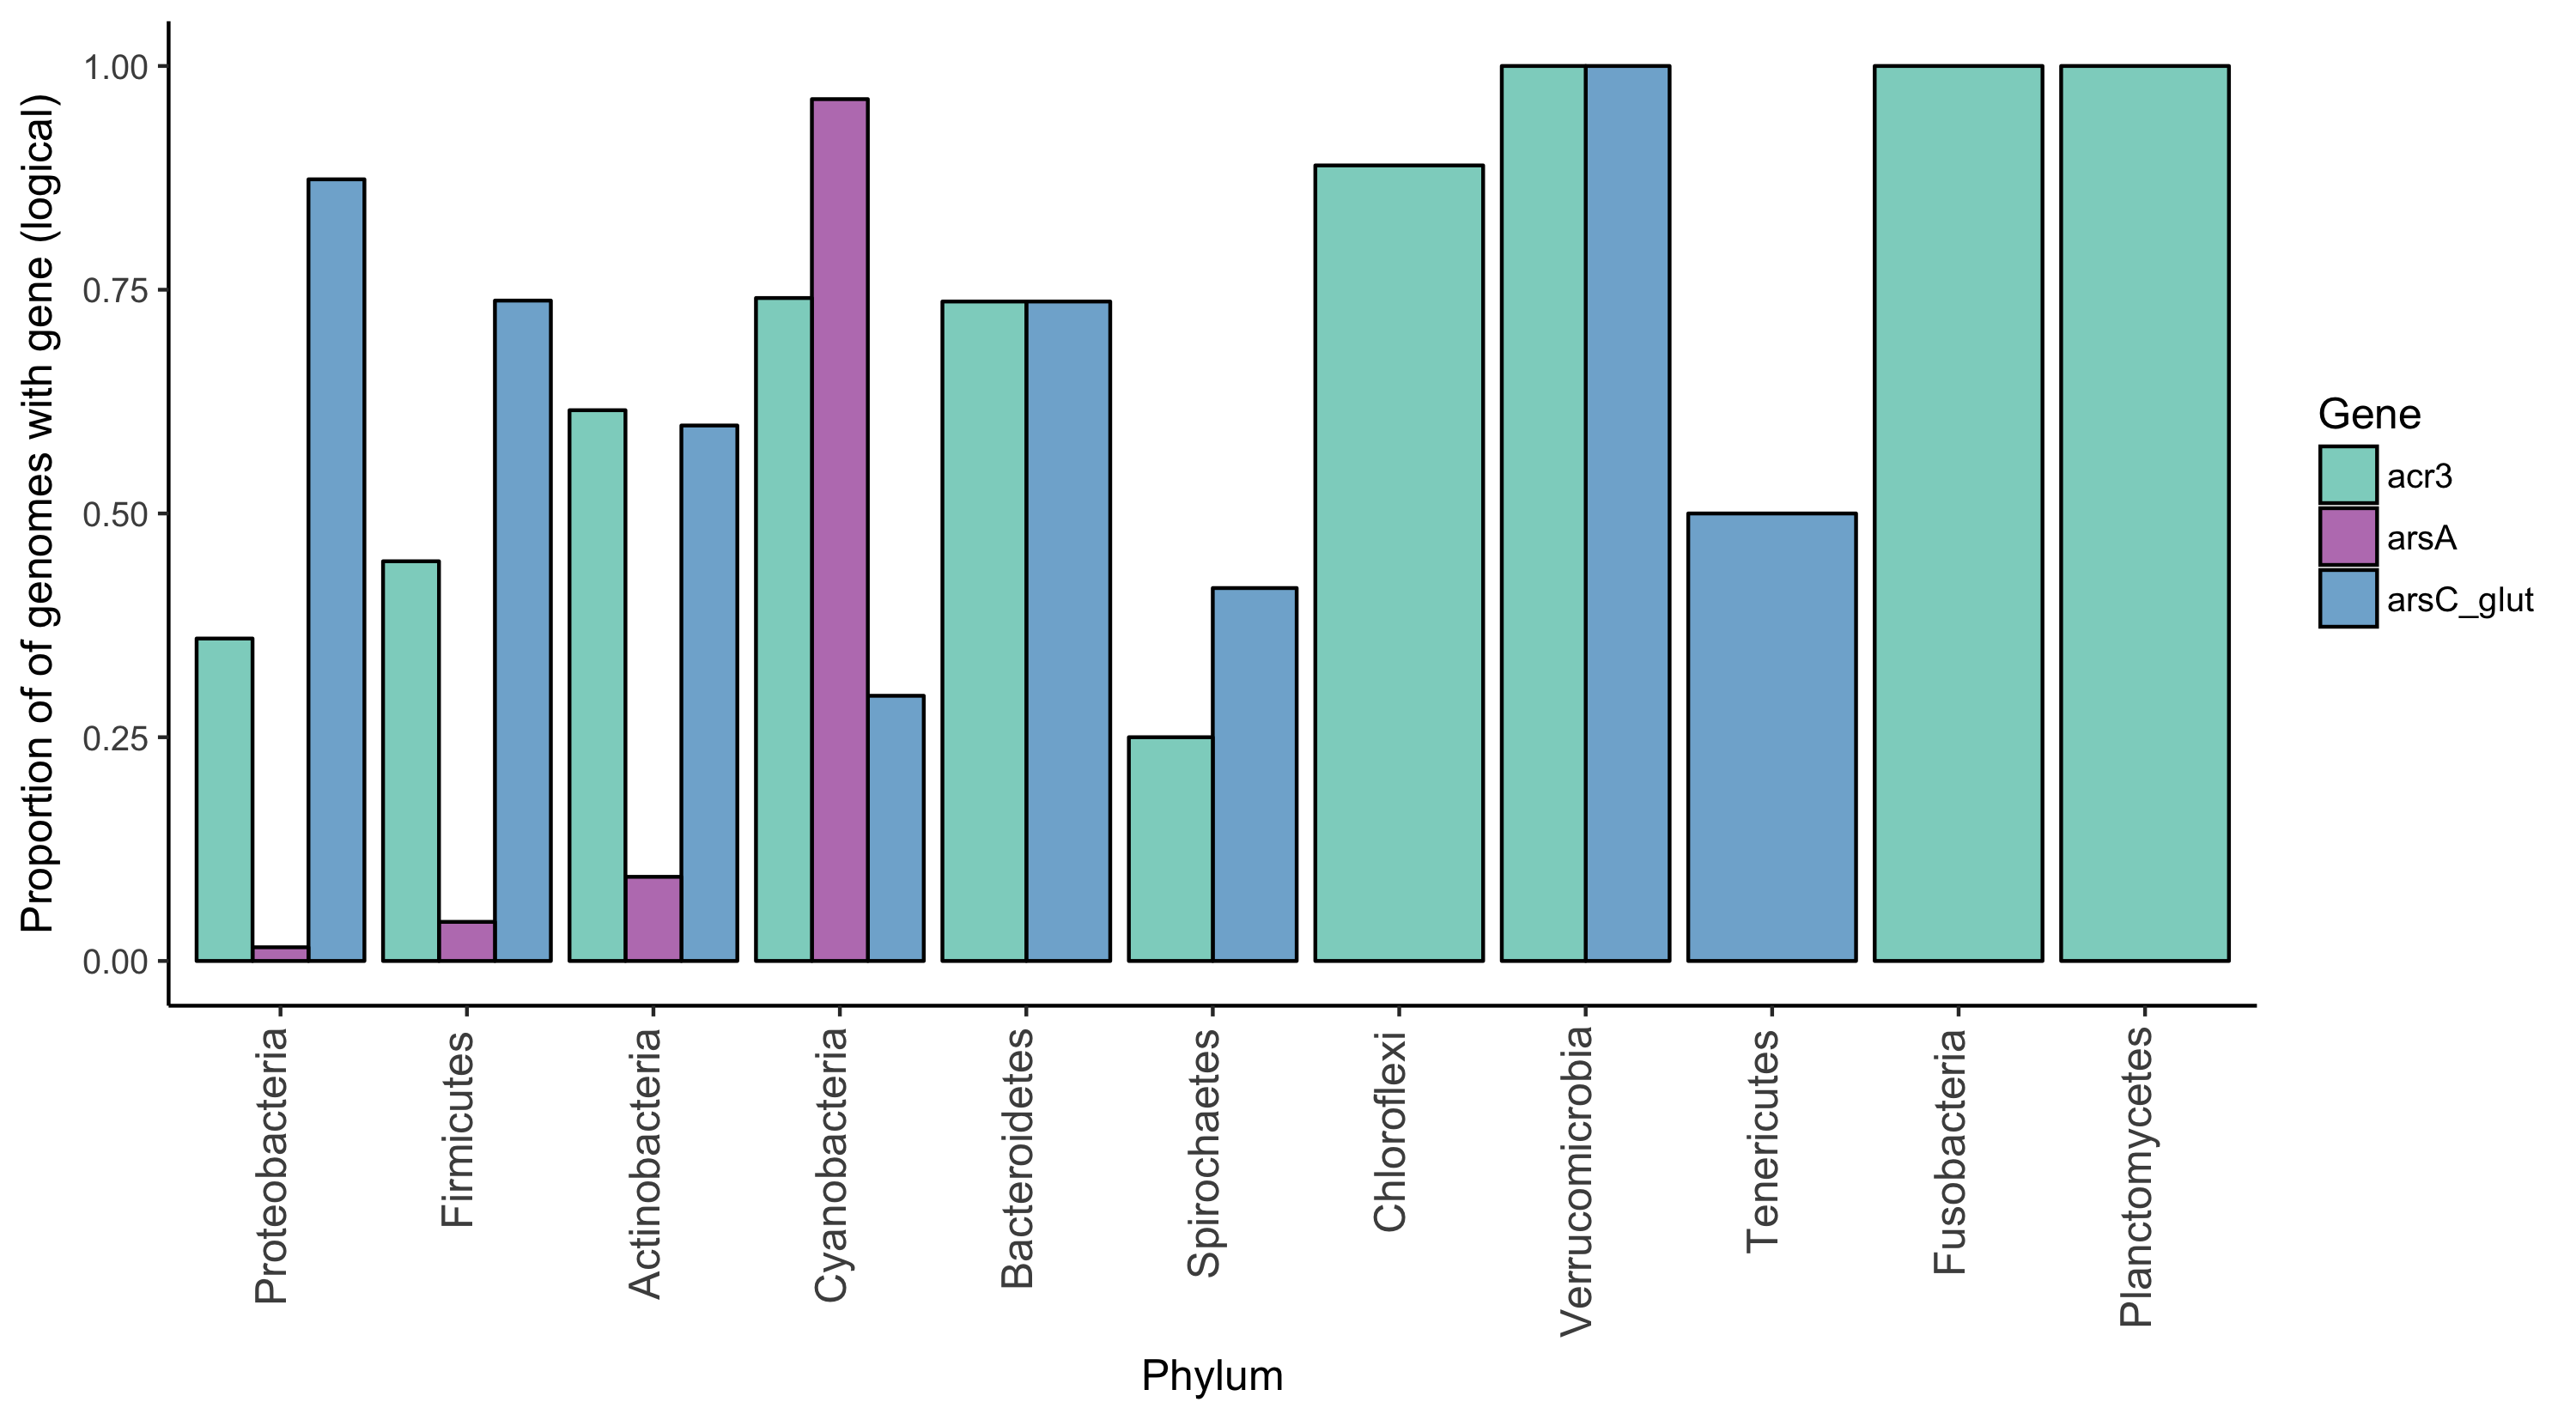 Proportion of of genomes with gene (logical)
1.00
0.75
0.50
0.25
0.00
Proteobacteria
Firmicutes
Actinobacteria
Cyanobacteria
Bacteroidetes
Spirochaetes
Chloroflexi
Verrucomicrobia
Tenericutes
Fusobacteria
Planctomycetes
Phylum
Gene
acr3
arsA
arsC_glut